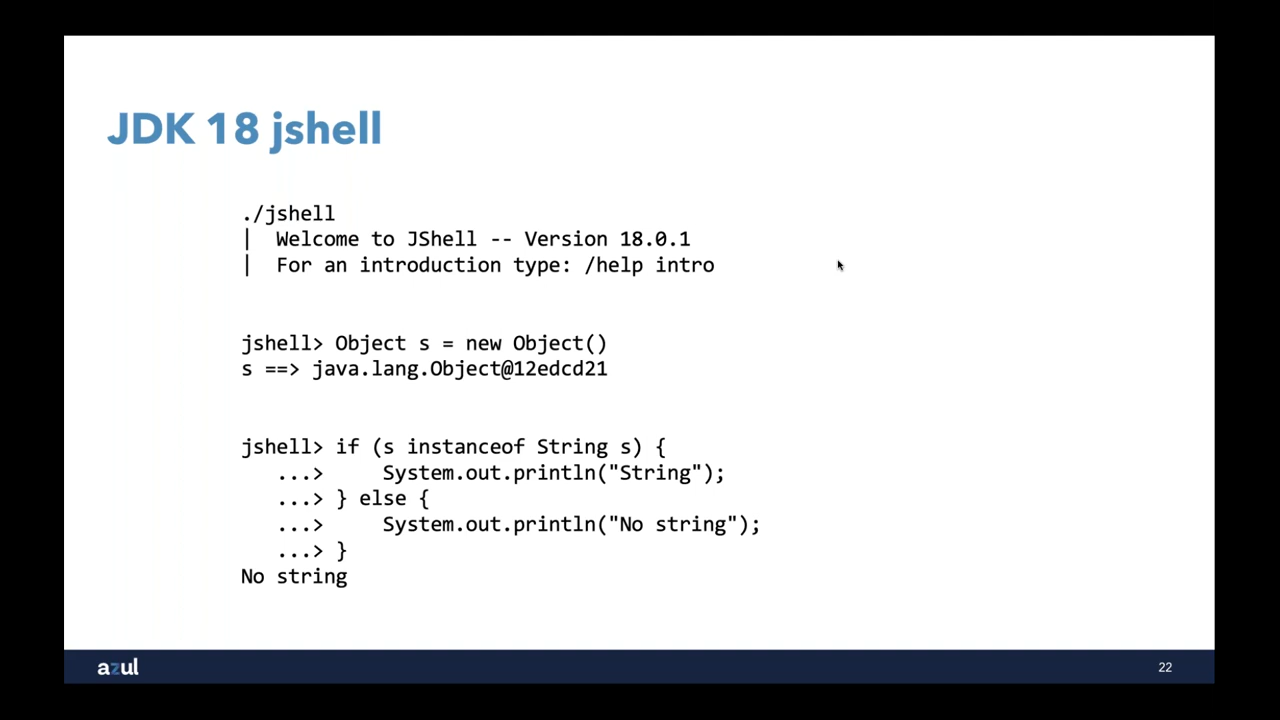 JDK 18 jshell
./jshell
|  Welcome to JShell -- Version 18.0.1
|  For an introduction type: /help intro
jshell> Object s = new Object()
s ==> java.lang.Object@12edcd21
jshell> if (s instanceof String s) {
   ...>     System.out.println("String");
   ...> } else {
   ...>     System.out.println("No string");
   ...> }
No string
azul
22